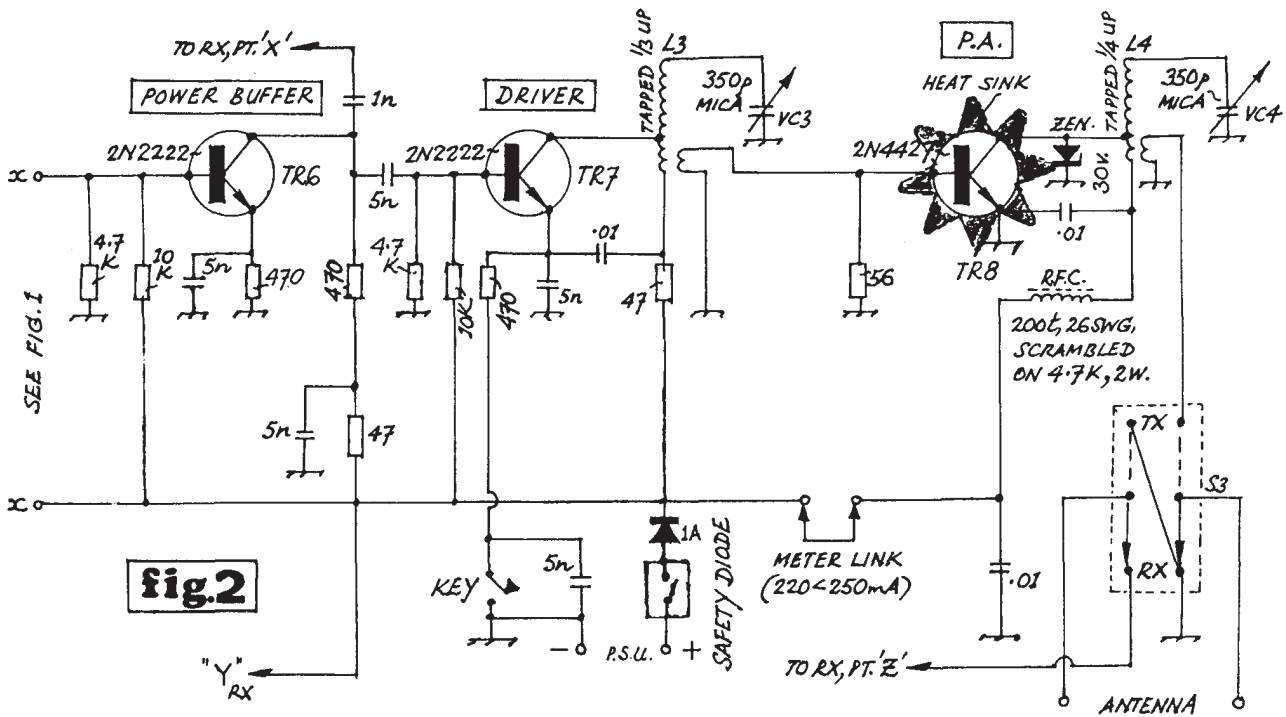 TO RX, PT. 'X'
POWER BUFFER
1n
2N2222
TR6
x
4.7
K
10
K
5n
470
470
5n
47
SEE FIG. 1
x
fig.2
"Y"
RX
DRIVER
2N2222
TR7
5n
4.7
K
10K
470
5n
.01
47
TAPPED 1/3 UP
L3
350p
MICA
VC3
KEY
5n
1A
SAFETY DIODE
- P.S.U. +
METER LINK
(220<250mA)
P.A.
HEAT SINK
TR8
56
ZEN.
30V.
.01
TAPPED 1/4 UP
L4
350p
MICA
VC4
R.F.C.
200t, 26SWG,
SCRAMBLED
ON 4.7K, 2W.
.01
TX
S3
RX
TO RX, PT. 'Z'
ANTENNA